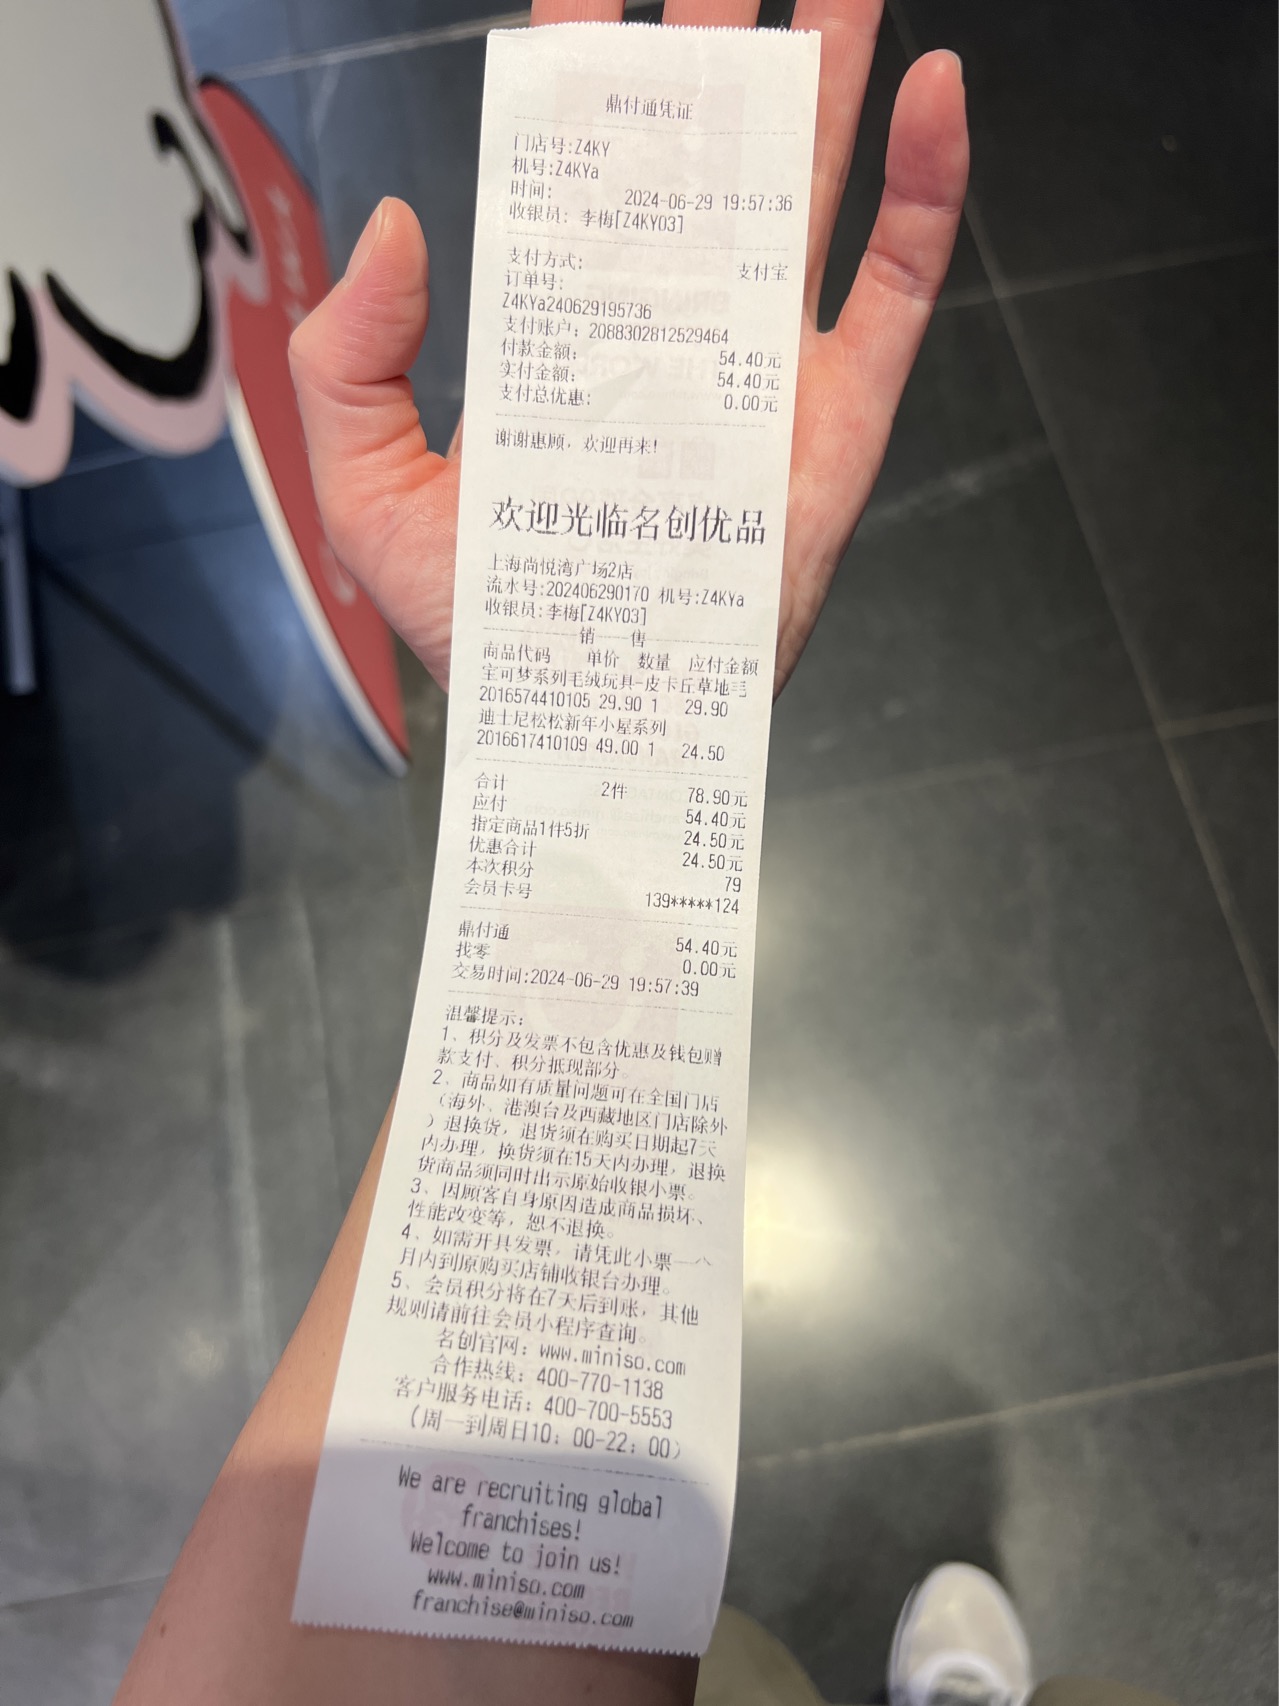 鼎付通凭证
门店号:Z4KY
机号:Z4KYa
时间: 2024-06-29 19:57:36
收银员: 李梅[Z4KY03]
支付方式: 支付宝
订单号:
Z4KYa240629195736
支付账户: 2088302812529464
付款金额: 54.40元
实付金额: 54.40元
支付总优惠: 0.00元
谢谢惠顾，欢迎再来!
欢迎光临名创优品
上海尚悦湾广场2店
流水号:202406290170 机号:Z4KYa
收银员:李梅[Z4KY03]
销 售
商品代码 单价 数量 应付金额
宝可梦系列毛绒玩具-皮卡丘草地毛
2016574410105 29.90 1 29.90
迪士尼松松新年小屋系列
2016617410109 49.00 1 24.50
合计 2件 78.90元
应付 54.40元
指定商品1件5折 24.50元
优惠合计 24.50元
本次积分 79
会员卡号 139*****124
鼎付通 54.40元
找零 0.00元
交易时间:2024-06-29 19:57:39
温馨提示:
1、积分及发票不包含优惠及钱包赠
款支付、积分抵现部分。
2、商品如有质量问题可在全国门店
（海外、港澳台及西藏地区门店除外
）退换货，退货须在购买日期起7天
内办理，换货须在15天内办理，退换
货商品须同时出示原始收银小票。
3、因顾客自身原因造成商品损坏、
性能改变等，恕不退换。
4、如需开具发票，请凭此小票一个
月内到原购买店铺收银台办理。
5、会员积分将在7天后到账，其他
规则请前往会员小程序查询。
名创官网: www.miniso.com
合作热线: 400-770-1138
客户服务电话: 400-700-5553
(周一到周日10：00-22：00)
We are recruiting global
franchises!
Welcome to join us!
www.miniso.com
franchise@miniso.com